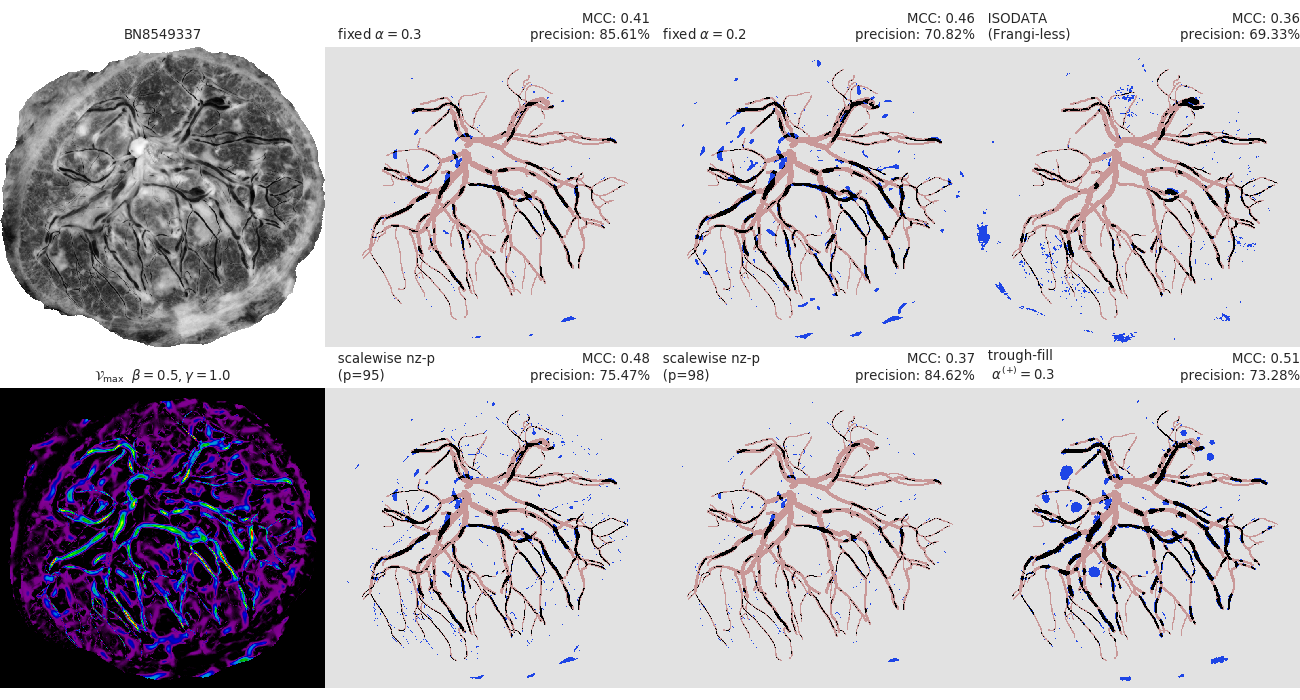 BN8549337
fixed α = 0.3
MCC: 0.41
precision: 85.61%
fixed α = 0.2
MCC: 0.46
precision: 70.82%
ISODATA
(Frangi-less)
MCC: 0.36
precision: 69.33%
𝒱max β = 0.5, γ = 1.0
scalewise nz-p
(p=95)
MCC: 0.48
precision: 75.47%
scalewise nz-p
(p=98)
MCC: 0.37
precision: 84.62%
trough-fill
α(+) = 0.3
MCC: 0.51
precision: 73.28%